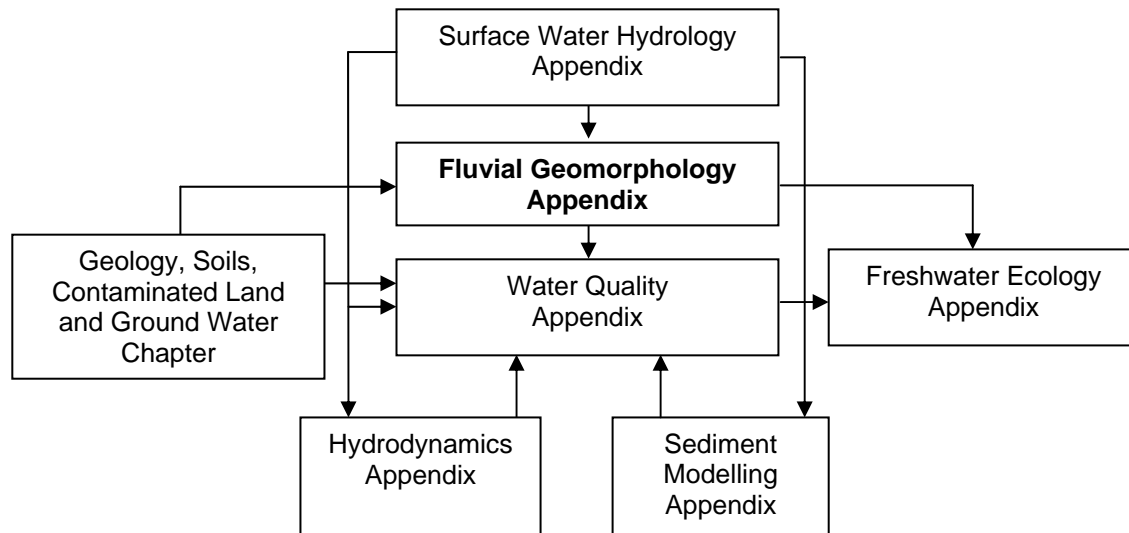 Surface Water Hydrology
Appendix
Fluvial Geomorphology
Appendix
Geology, Soils,
Contaminated Land
and Ground Water
Chapter
Water Quality
Appendix
Freshwater Ecology
Appendix
Hydrodynamics
Appendix
Sediment
Modelling
Appendix